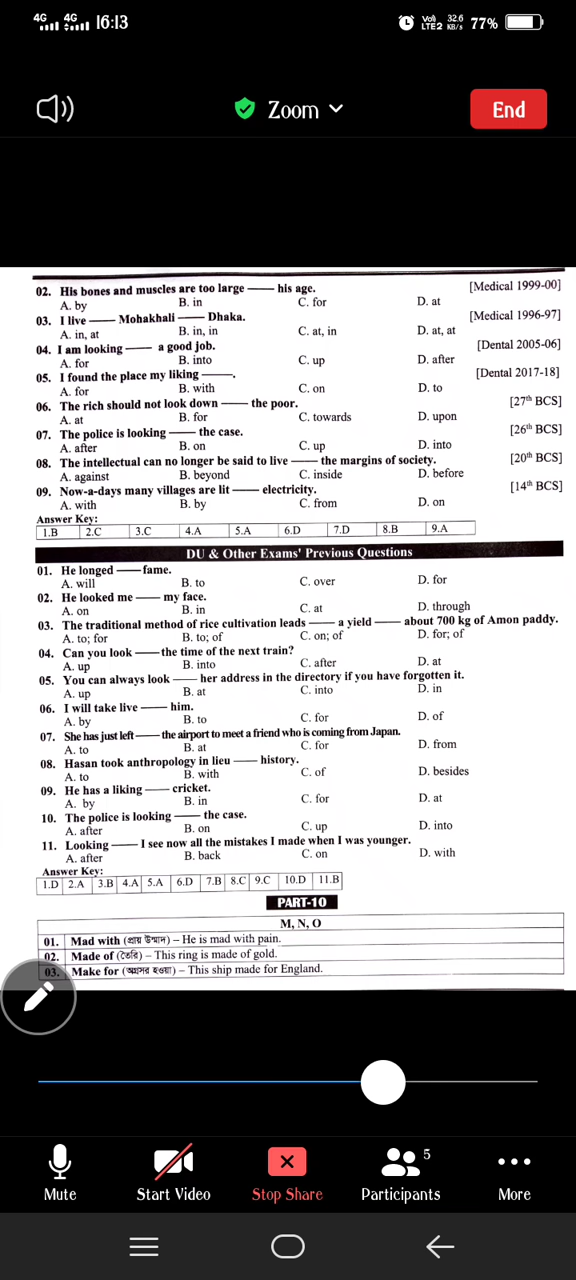 4G 4G 16:13 Vo) LTE2 32.6 KB/s 77%
Zoom End
02. His bones and muscles are too large —— his age. [Medical 1999-00]
A. by B. in C. for D. at
03. I live —— Mohakhali —— Dhaka. [Medical 1996-97]
A. in, at B. in, in C. at, in D. at, at
04. I am looking —— a good job. [Dental 2005-06]
A. for B. into C. up D. after
05. I found the place my liking ——. [Dental 2017-18]
A. for B. with C. on D. to
06. The rich should not look down —— the poor. [27th BCS]
A. at B. for C. towards D. upon
07. The police is looking —— the case. [26th BCS]
A. after B. on C. up D. into
08. The intellectual can no longer be said to live —— the margins of society. [20th BCS]
A. against B. beyond C. inside D. before
09. Now-a-days many villages are lit —— electricity. [14th BCS]
A. with B. by C. from D. on
Answer Key:
1.B 2.C 3.C 4.A 5.A 6.D 7.D 8.B 9.A
DU & Other Exams' Previous Questions
01. He longed —— fame.
A. will B. to C. over D. for
02. He looked me —— my face.
A. on B. in C. at D. through
03. The traditional method of rice cultivation leads —— a yield —— about 700 kg of Amon paddy.
A. to; for B. to; of C. on; of D. for; of
04. Can you look —— the time of the next train?
A. up B. into C. after D. at
05. You can always look —— her address in the directory if you have forgotten it.
A. up B. at C. into D. in
06. I will take live —— him.
A. by B. to C. for D. of
07. She has just left —— the airport to meet a friend who is coming from Japan.
A. to B. at C. for D. from
08. Hasan took anthropology in lieu —— history.
A. to B. with C. of D. besides
09. He has a liking —— cricket.
A. by B. in C. for D. at
10. The police is looking —— the case.
A. after B. on C. up D. into
11. Looking —— I see now all the mistakes I made when I was younger.
A. after B. back C. on D. with
Answer Key:
1.D 2.A 3.B 4.A 5.A 6.D 7.B 8.C 9.C 10.D 11.B
PART-10
M, N, O
01. Mad with (প্রায় উন্মাদ) – He is mad with pain.
02. Made of (তৈরি) – This ring is made of gold.
03. Make for (অগ্রসর হওয়া) – This ship made for England.
5
Mute Start Video Stop Share Participants More